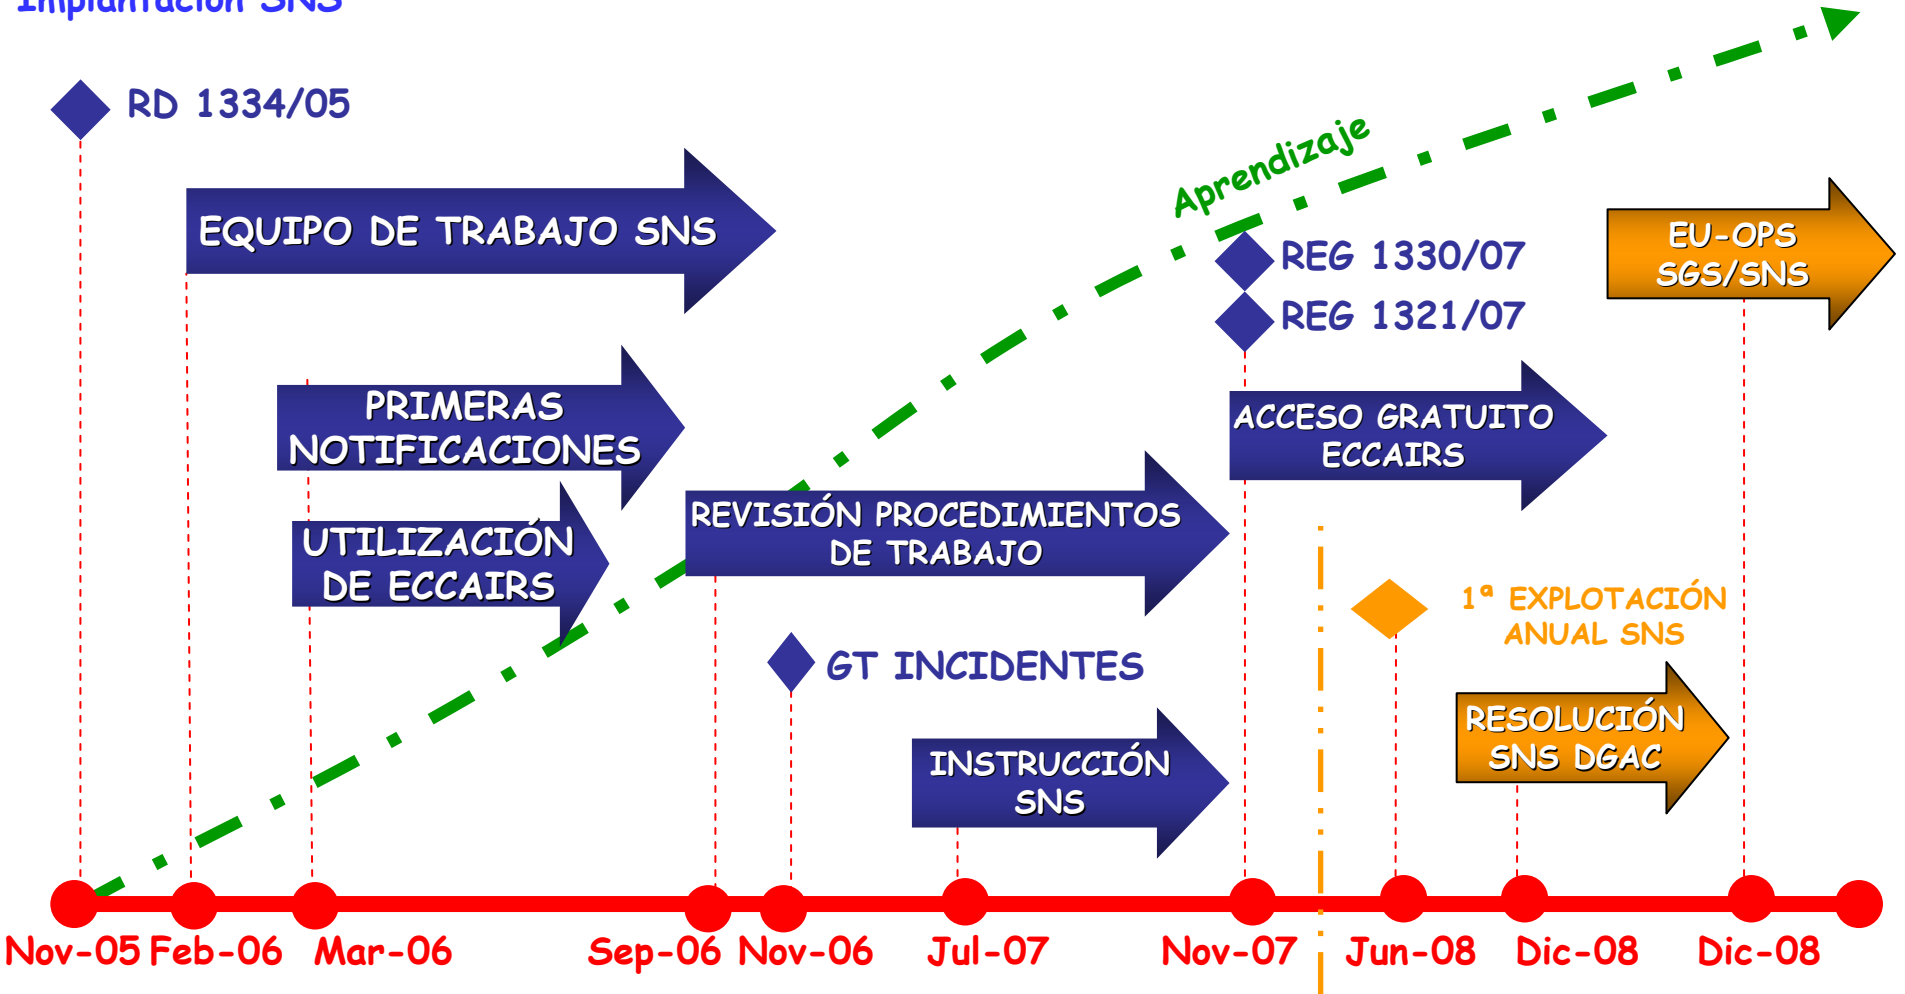 Implantación SNS
RD 1334/05
Aprendizaje
EQUIPO DE TRABAJO SNS
REG 1330/07
REG 1321/07
EU-OPS
SGS/SNS
PRIMERAS
NOTIFICACIONES
ACCESO GRATUITO
ECCAIRS
UTILIZACIÓN
DE ECCAIRS
REVISIÓN PROCEDIMIENTOS
DE TRABAJO
1ª EXPLOTACIÓN
ANUAL SNS
GT INCIDENTES
INSTRUCCIÓN
SNS
RESOLUCIÓN
SNS DGAC
Nov-05 Feb-06 Mar-06 Sep-06 Nov-06 Jul-07 Nov-07 Jun-08 Dic-08 Dic-08